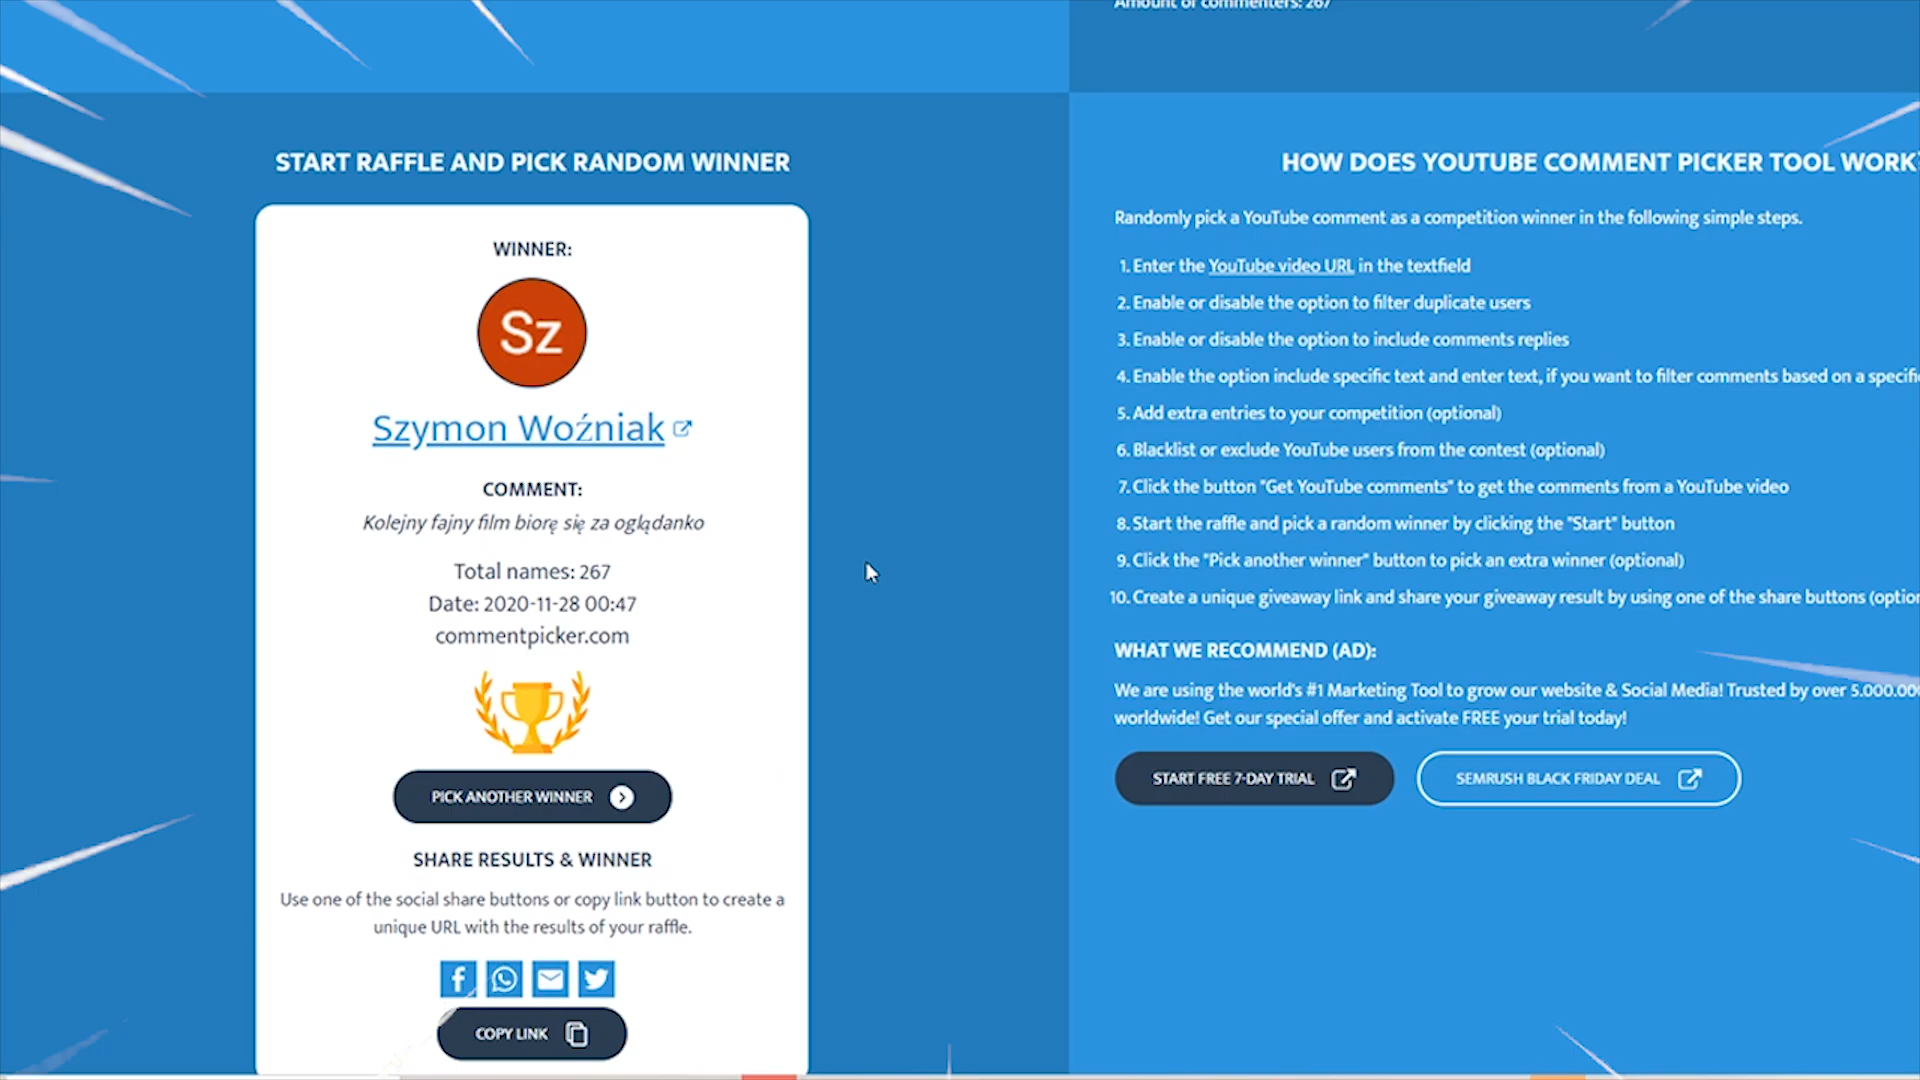 Amount of commenters: 267
START RAFFLE AND PICK RANDOM WINNER
WINNER:
Sz
Szymon Woźniak
COMMENT:
Kolejny fajny film biorę się za oglądanko
Total names: 267
Date: 2020-11-28 00:47
commentpicker.com
PICK ANOTHER WINNER
SHARE RESULTS & WINNER
Use one of the social share buttons or copy link button to create a
unique URL with the results of your raffle.
COPY LINK
HOW DOES YOUTUBE COMMENT PICKER TOOL WORK?
Randomly pick a YouTube comment as a competition winner in the following simple steps.
1. Enter the YouTube video URL in the textfield
2. Enable or disable the option to filter duplicate users
3. Enable or disable the option to include comments replies
4. Enable the option include specific text and enter text, if you want to filter comments based on a
5. Add extra entries to your competition (optional)
6. Blacklist or exclude YouTube users from the contest (optional)
7. Click the button "Get YouTube comments" to get the comments from a YouTube video
8. Start the raffle and pick a random winner by clicking the "Start" button
9. Click the "Pick another winner" button to pick an extra winner (optional)
10. Create a unique giveaway link and share your giveaway result by using one of the share buttons
WHAT WE RECOMMEND (AD):
We are using the world's #1 Marketing Tool to grow our website & Social Media! Trusted by over
worldwide! Get our special offer and activate FREE your trial today!
START FREE 7-DAY TRIAL
SEMRUSH BLACK FRIDAY DEAL